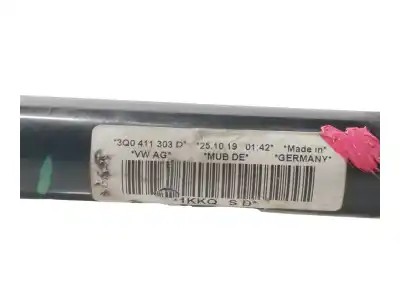 *3Q0 411 303 D* *25.10.19 01:42* *Made in*
*VW AG* *MUB DE* *GERMANY*
*1KKQ S D*